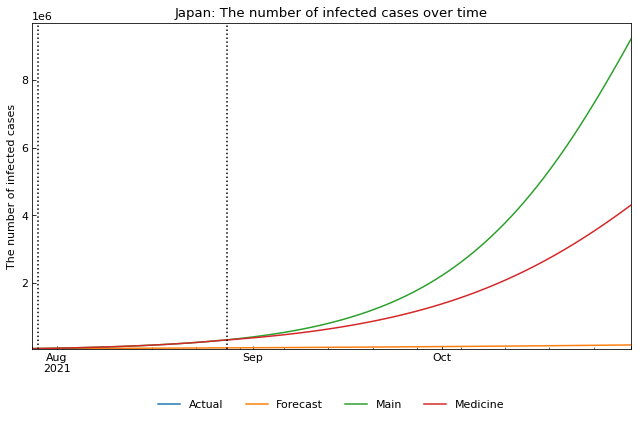 Japan: The number of infected cases over time
1e6
The number of infected cases
8
6
4
2
Aug
2021
Sep
Oct
Actual
Forecast
Main
Medicine